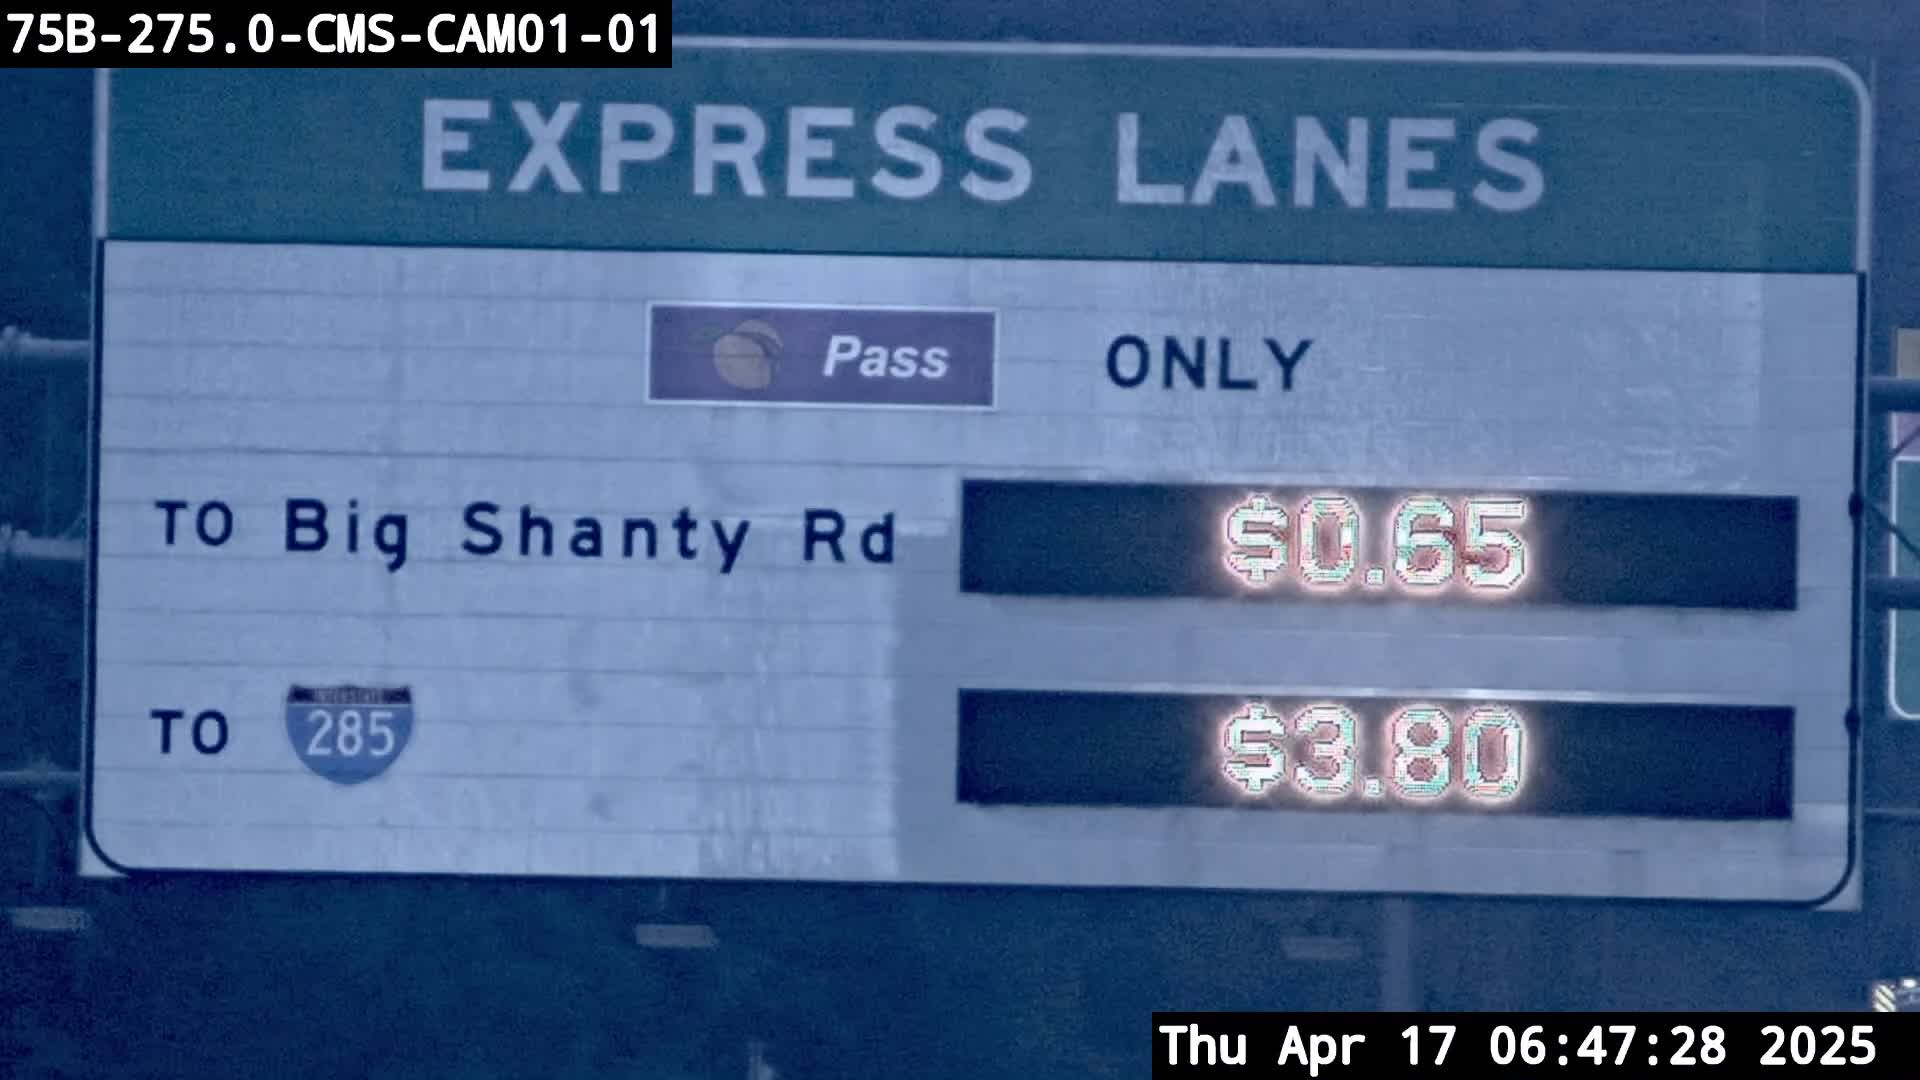 75B-275.0-CMS-CAM01-01
EXPRESS LANES
Pass ONLY
TO Big Shanty Rd $0.65
TO 285 $3.80
Thu Apr 17 06:47:28 2025